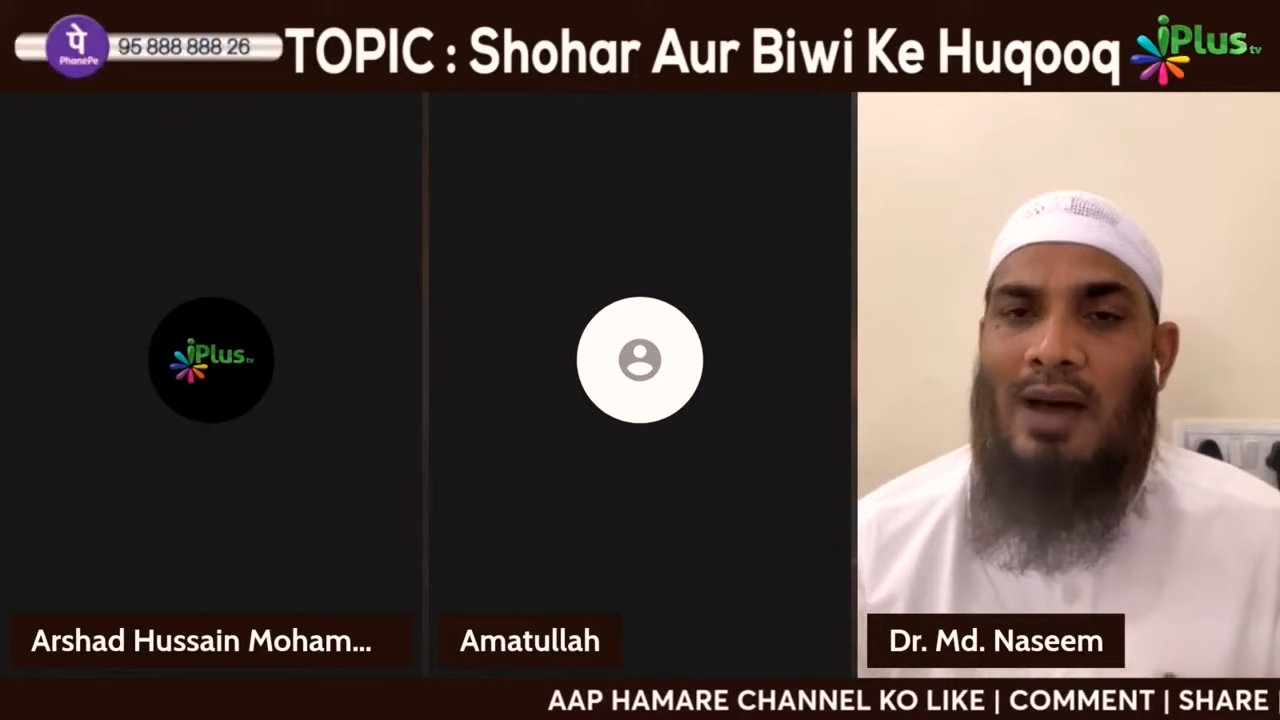 पे
PhonePe
95 888 888 26
TOPIC : Shohar Aur Biwi Ke Huqooq
iPlus tv
iPlus tv
Arshad Hussain Moham...
Amatullah
Dr. Md. Naseem
AAP HAMARE CHANNEL KO LIKE | COMMENT | SHARE